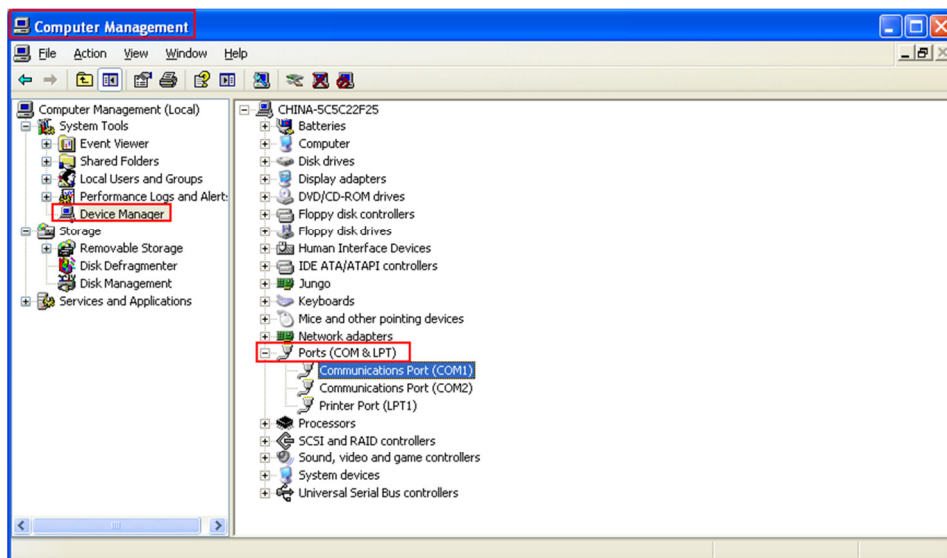 Computer Management
File Action View Window Help
Computer Management (Local)
System Tools
Event Viewer
Shared Folders
Local Users and Groups
Performance Logs and Alert:
Device Manager
Storage
Removable Storage
Disk Defragmenter
Disk Management
Services and Applications
CHINA-5C5C22F25
Batteries
Computer
Disk drives
Display adapters
DVD/CD-ROM drives
Floppy disk controllers
Floppy disk drives
Human Interface Devices
IDE ATA/ATAPI controllers
Jungo
Keyboards
Mice and other pointing devices
Network adapters
Ports (COM & LPT)
Communications Port (COM1)
Communications Port (COM2)
Printer Port (LPT1)
Processors
SCSI and RAID controllers
Sound, video and game controllers
System devices
Universal Serial Bus controllers